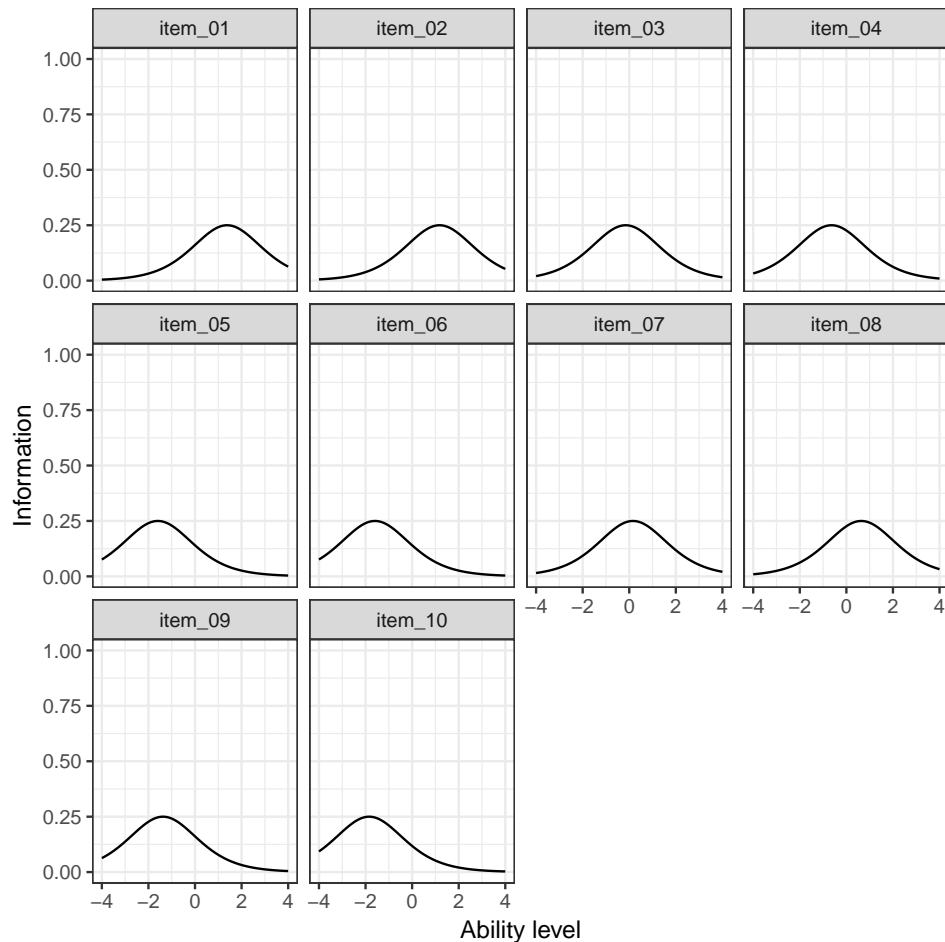 item_01 item_02 item_03 item_04
1.00
0.75
0.50
0.25
0.00
item_05 item_06 item_07 item_08
1.00
0.75
0.50
0.25
0.00
−4 −2 0 2 4 −4 −2 0 2 4
item_09 item_10
1.00
0.75
0.50
0.25
0.00
−4 −2 0 2 4 −4 −2 0 2 4
Information
Ability level